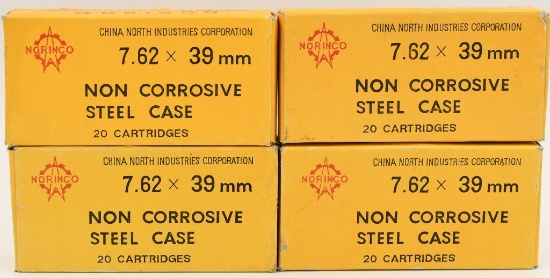 CHINA NORTH INDUSTRIES CORPORATION
NORINCO
7.62 × 39 mm
NON CORROSIVE
STEEL CASE
20 CARTRIDGES
CHINA NORTH INDUSTRIES CORPORATION
NORINCO
7.62 × 39 mm
NON CORROSIVE
STEEL CASE
20 CARTRIDGES
CHINA NORTH INDUSTRIES CORPORATION
NORINCO
7.62 × 39 mm
NON CORROSIVE
STEEL CASE
20 CARTRIDGES
CHINA NORTH INDUSTRIES CORPORATION
NORINCO
7.62 × 39 mm
NON CORROSIVE
STEEL CASE
20 CARTRIDGES